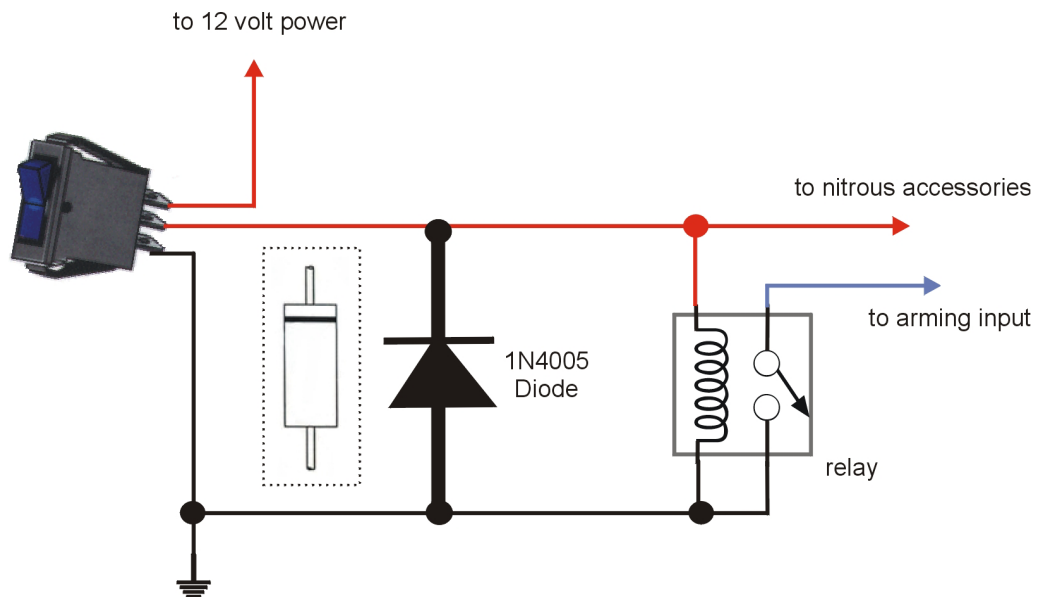 to 12 volt power
to nitrous accessories
to arming input
1N4005
Diode
relay